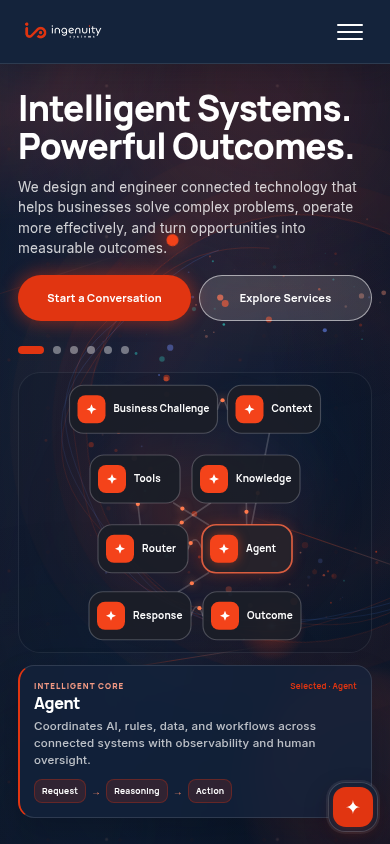 ingenuity
systems
Intelligent Systems.
Powerful Outcomes.
We design and engineer connected technology that
helps businesses solve complex problems, operate
more effectively, and turn opportunities into
measurable outcomes.
Start a Conversation
Explore Services
Business Challenge
Context
Tools
Knowledge
Router
Agent
Response
Outcome
INTELLIGENT CORE
Selected · Agent
Agent
Coordinates AI, rules, data, and workflows across
connected systems with observability and human
oversight.
Request → Reasoning → Action